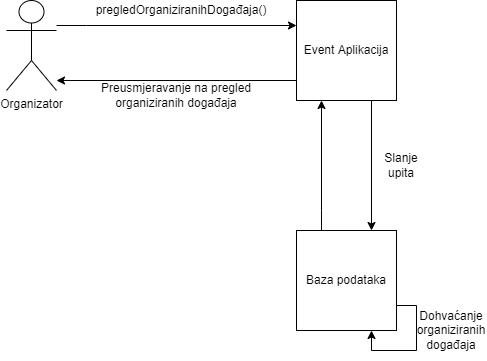 pregledOrganiziranihDogađaja()
Event Aplikacija
Preusmjeravanje na pregled
organiziranih događaja
Organizator
Slanje
upita
Baza podataka
Dohvaćanje
organiziranih
događaja